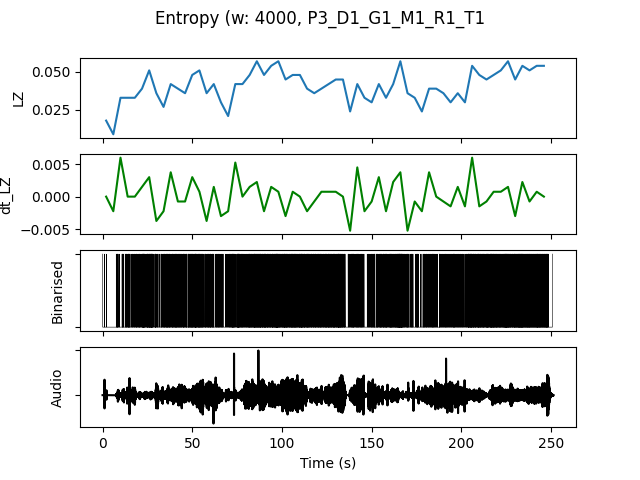 Entropy (w: 4000, P3_D1_G1_M1_R1_T1
0.050
0.025
LZ
0.005
0.000
−0.005
dt_LZ
Binarised
Audio
0 50 100 150 200 250
Time (s)